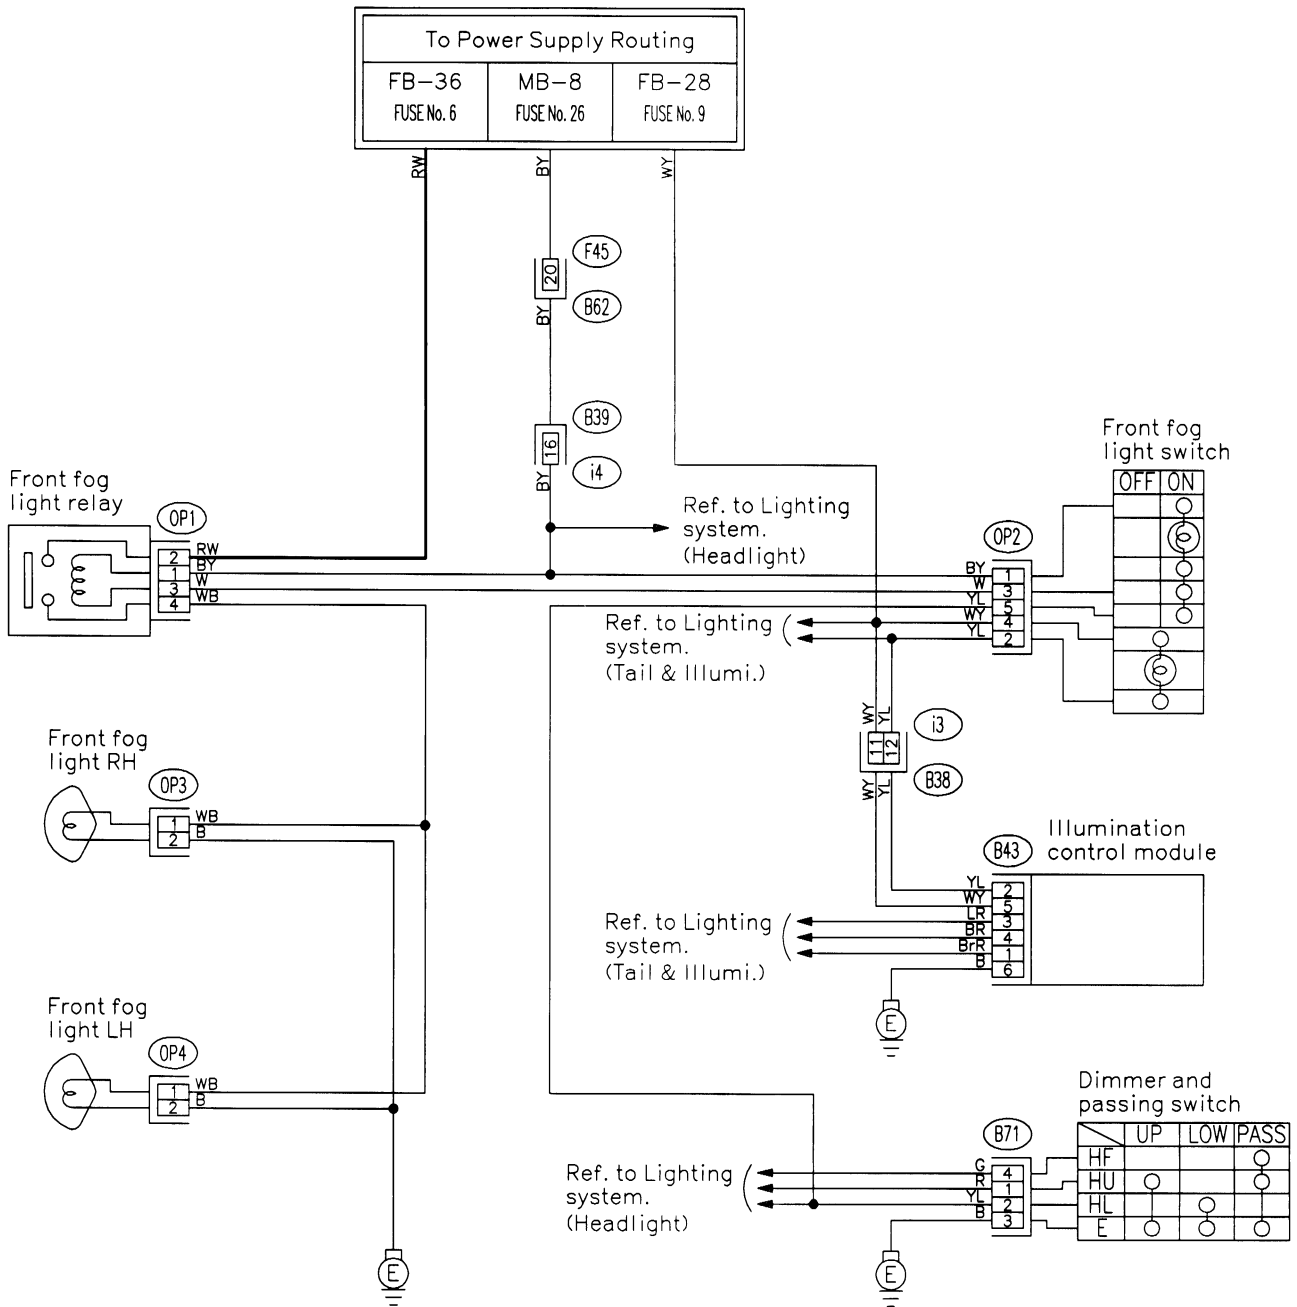 To Power Supply Routing
FB-36
MB-8
FB-28
FUSE No. 6
FUSE No. 26
FUSE No. 9
RW
BY
WY
F45
20
BY
B62
B39
16
BY
i4
Ref. to Lighting
system.
(Headlight)
Front fog
light switch
OFF ON
Front fog
light relay
OP1
2 RW
1 BY
3 W
4 WB
OP2
BY 1
W 3
YL 5
WY 4
YL 2
Ref. to Lighting
system.
(Tail & Illumi.)
WY YL
i3
11 12
B38
WY YL
Front fog
light RH
OP3
1 WB
2 B
Illumination
control module
B43
YL 2
WY 5
LR 3
BR 4
BrR 1
B 6
Ref. to Lighting
system.
(Tail & Illumi.)
E
Front fog
light LH
OP4
1 WB
2 B
E
Dimmer and
passing switch
B71
UP LOW PASS
HF
HU
HL
E
G 4
R 1
YL 2
B 3
Ref. to Lighting
system.
(Headlight)
E